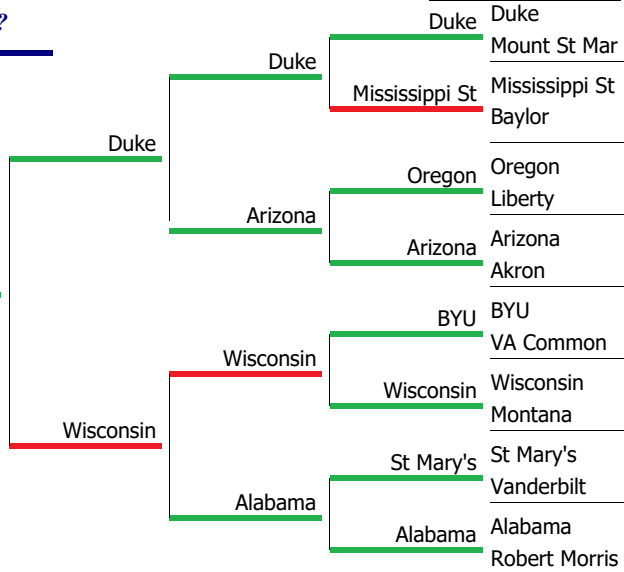 ?
Duke
Duke
Mount St Mar
Duke
Mississippi St
Mississippi St
Baylor
Duke
Oregon
Oregon
Liberty
Arizona
Arizona
Arizona
Akron
BYU
BYU
VA Common
Wisconsin
Wisconsin
Wisconsin
Montana
Wisconsin
St Mary's
St Mary's
Vanderbilt
Alabama
Alabama
Alabama
Robert Morris